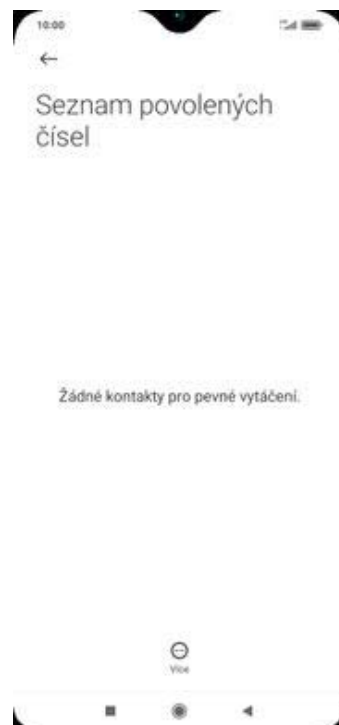 10:00
Seznam povolených
čísel
Žádné kontakty pro pevné vytáčení.
Více